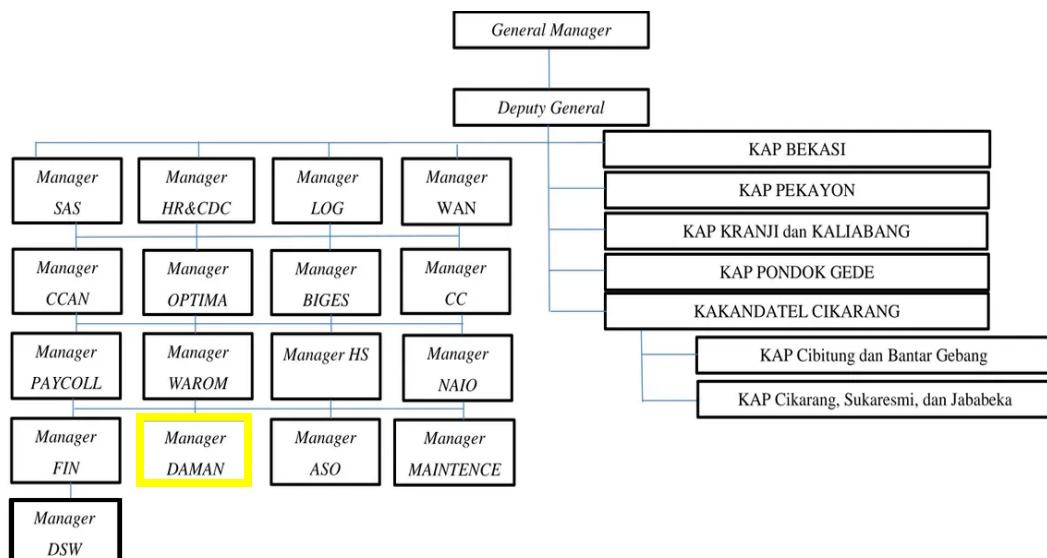 General Manager
Deputy General
KAP BEKASI
KAP PEKAYON
KAP KRANJI dan KALIABANG
KAP PONDOK GEDE
KAKANDATEL CIKARANG
KAP Cibitung dan Bantar Gebang
KAP Cikarang, Sukaresmi, dan Jababeka
Manager
SAS
Manager
HR&CDC
Manager
LOG
Manager
WAN
Manager
CCAN
Manager
OPTIMA
Manager
BIGES
Manager
CC
Manager
PAYCOLL
Manager
WAROM
Manager HS
Manager
NAIO
Manager
FIN
Manager
DAMAN
Manager
ASO
Manager
MAINTENCE
Manager
DSW